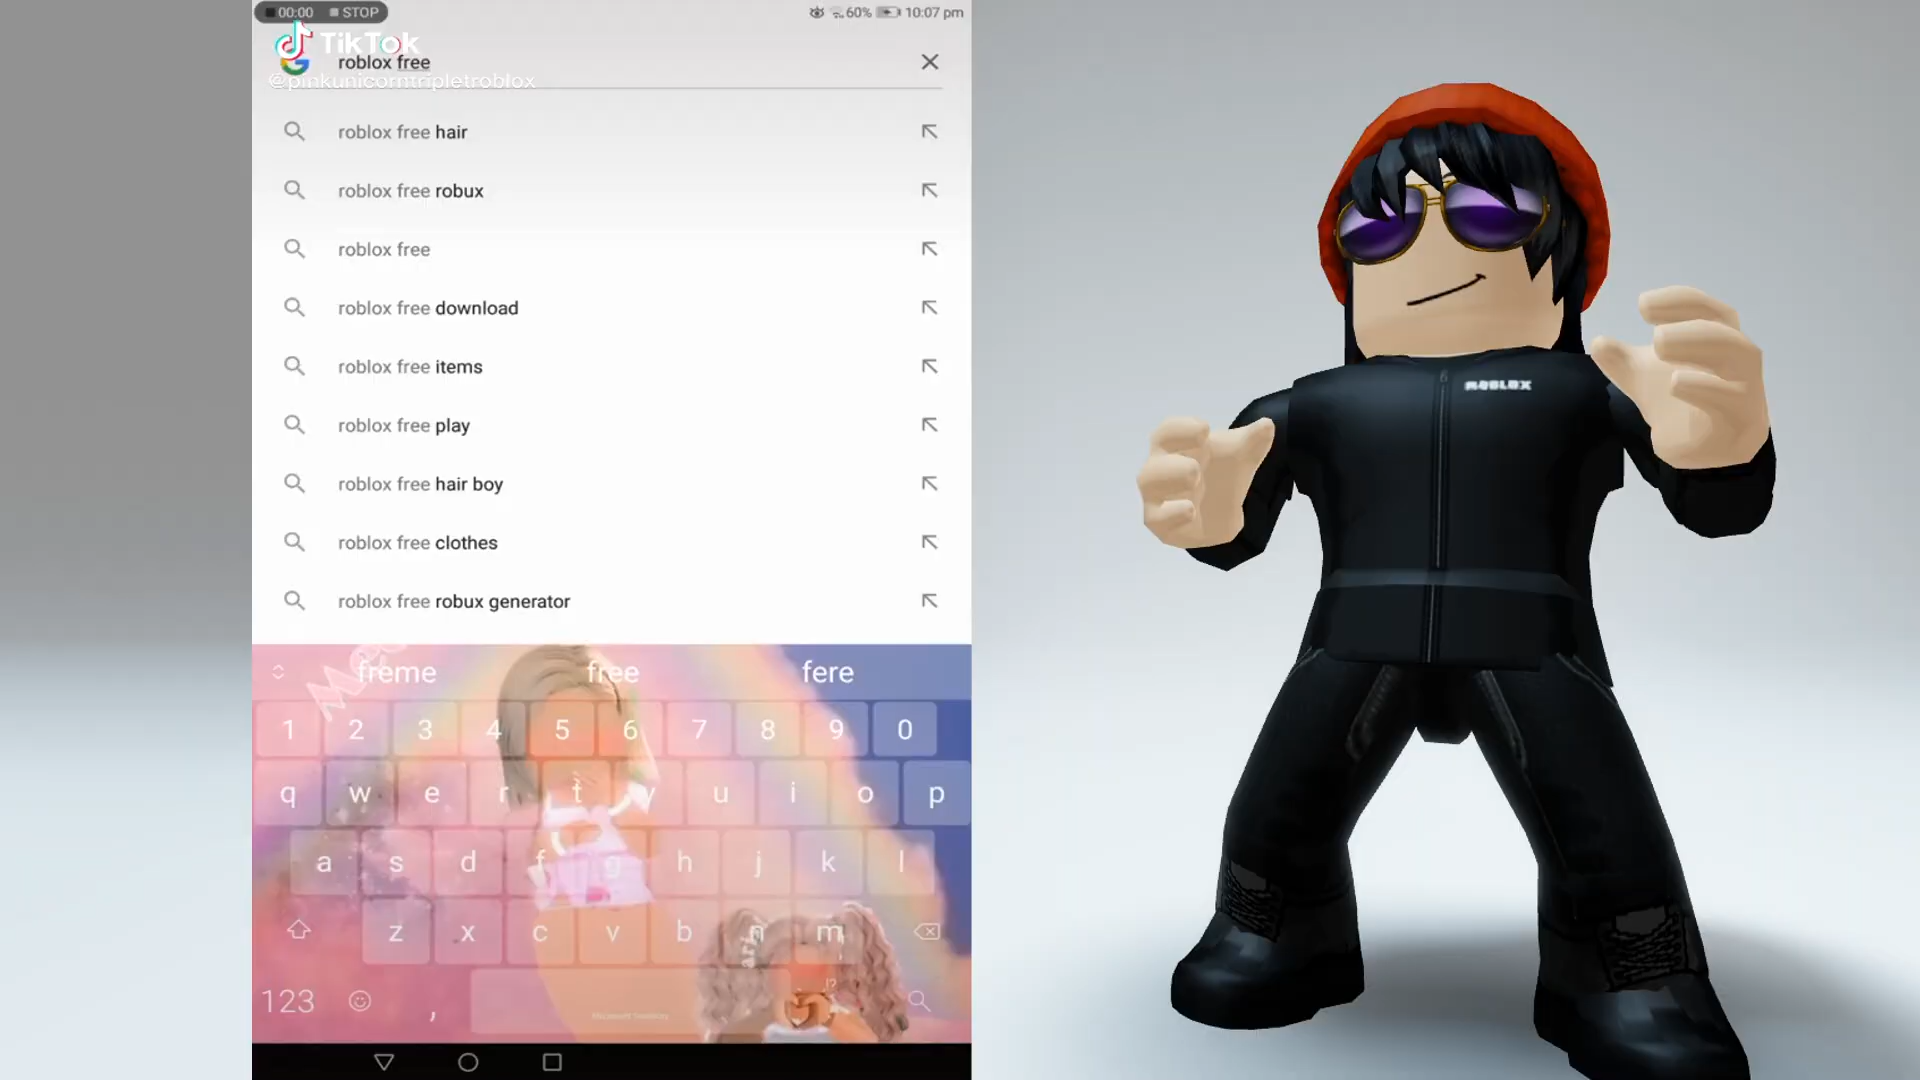 00:00 STOP
60% 10:07 pm
TikTok
roblox free
@pinkunicorntripletroblox
roblox free hair
roblox free robux
roblox free
roblox free download
roblox free items
roblox free play
roblox free hair boy
roblox free clothes
roblox free robux generator
freme free fere
1 2 3 4 5 6 7 8 9 0
q w e r t y u i o p
a s d f g h j k l
z x c v b n m
123 , !?
ROBLOX